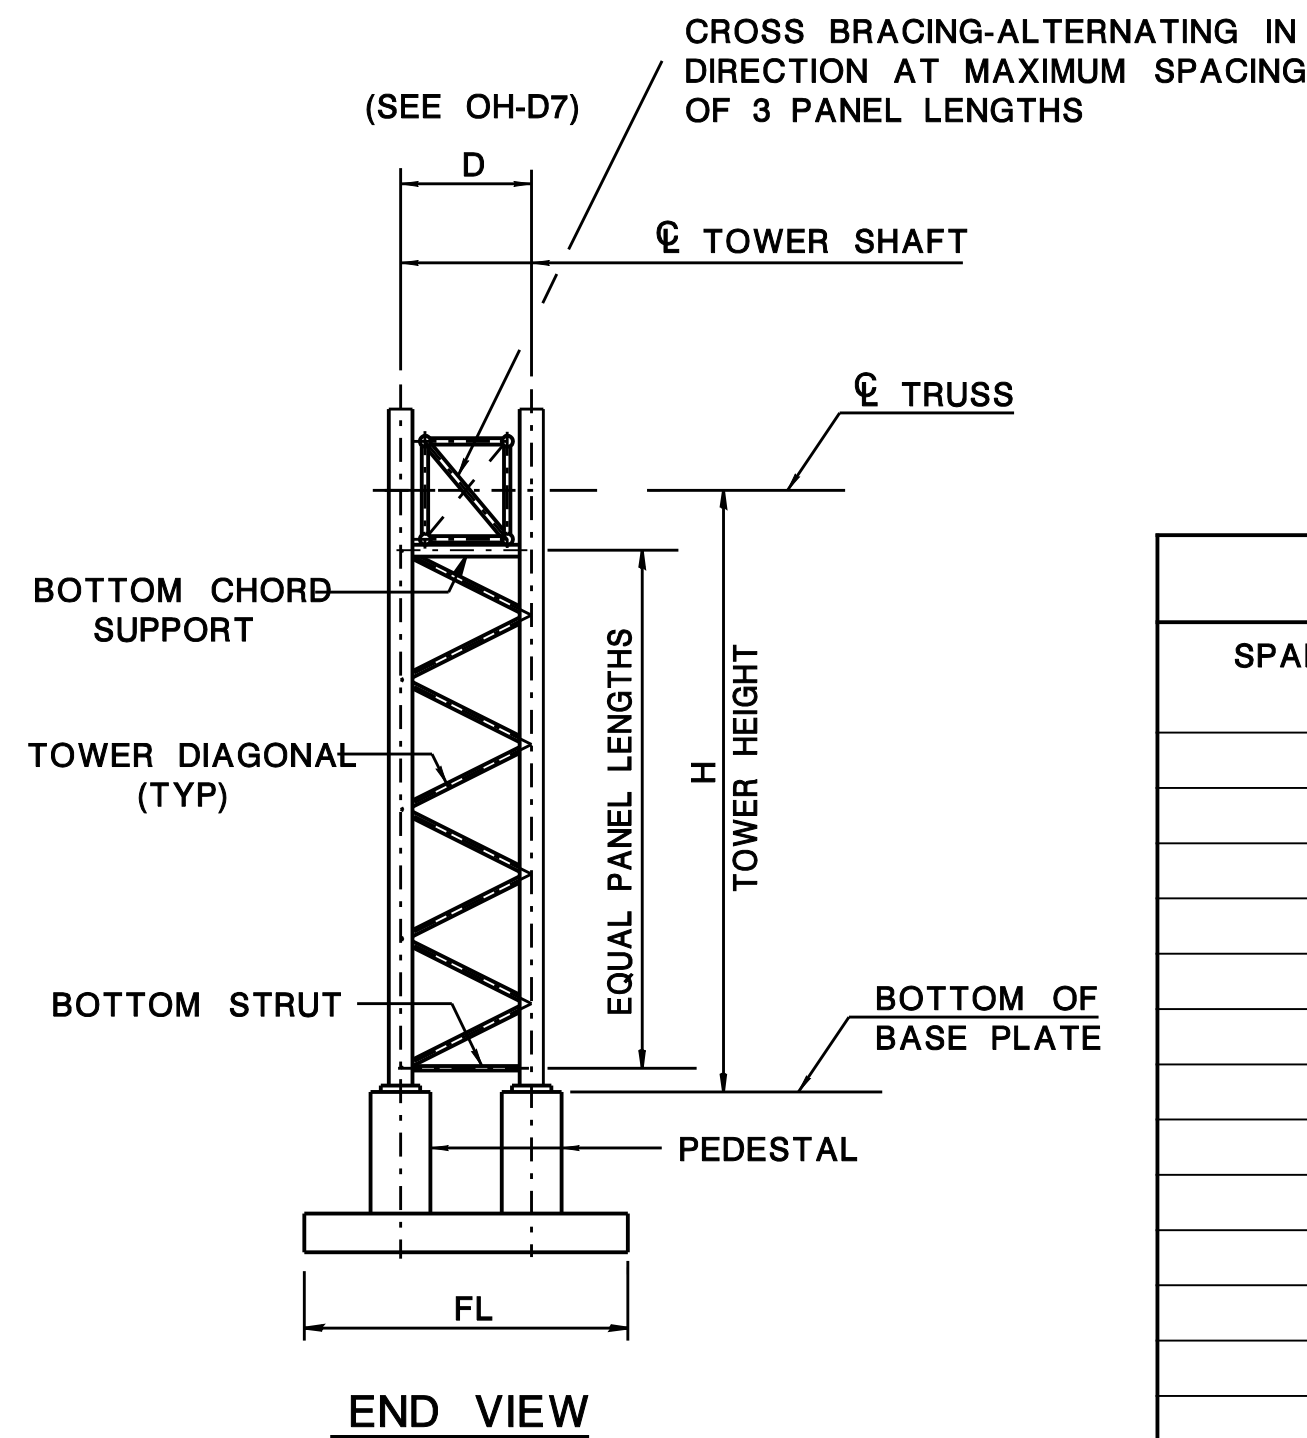 CROSS BRACING-ALTERNATING IN
DIRECTION AT MAXIMUM SPACING
OF 3 PANEL LENGTHS
(SEE OH-D7)
D
℄ TOWER SHAFT
℄ TRUSS
BOTTOM CHORD
SUPPORT
TOWER DIAGONAL
(TYP)
EQUAL PANEL LENGTHS
H
TOWER HEIGHT
BOTTOM STRUT
BOTTOM OF
BASE PLATE
PEDESTAL
FL
END VIEW